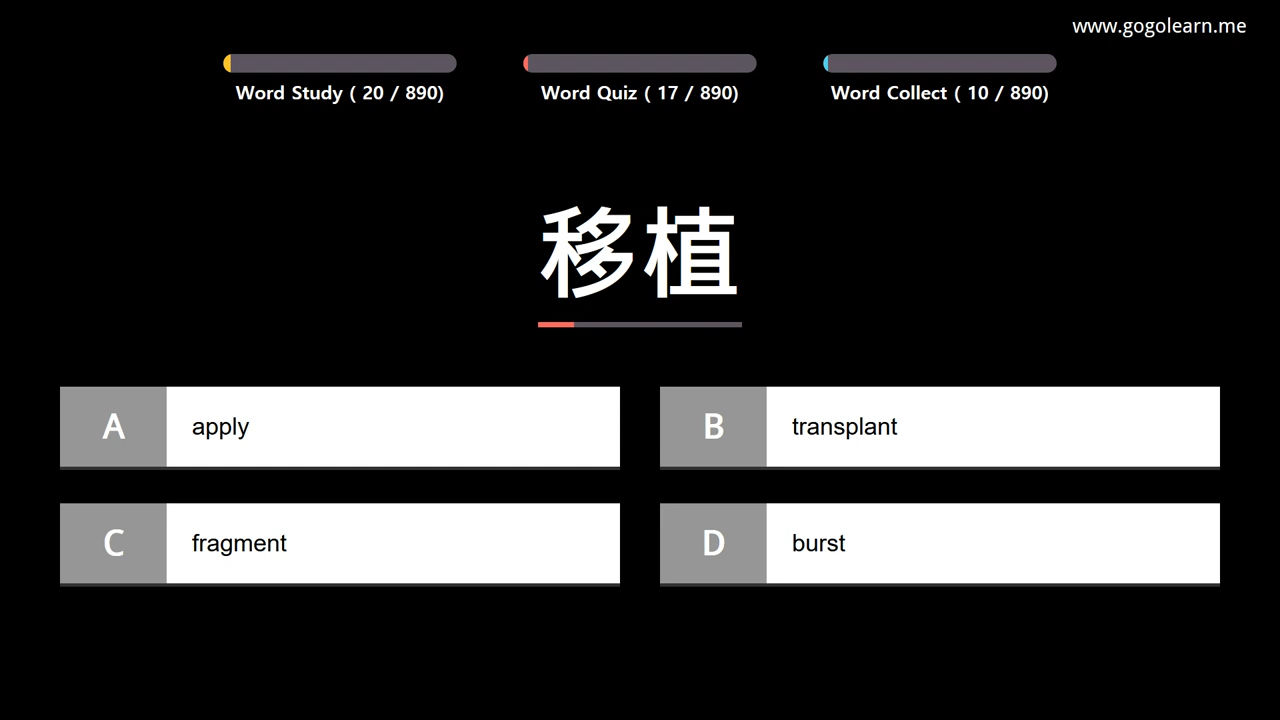 www.gogolearn.me
Word Study ( 20 / 890)
Word Quiz ( 17 / 890)
Word Collect ( 10 / 890)
移植
A apply
B transplant
C fragment
D burst